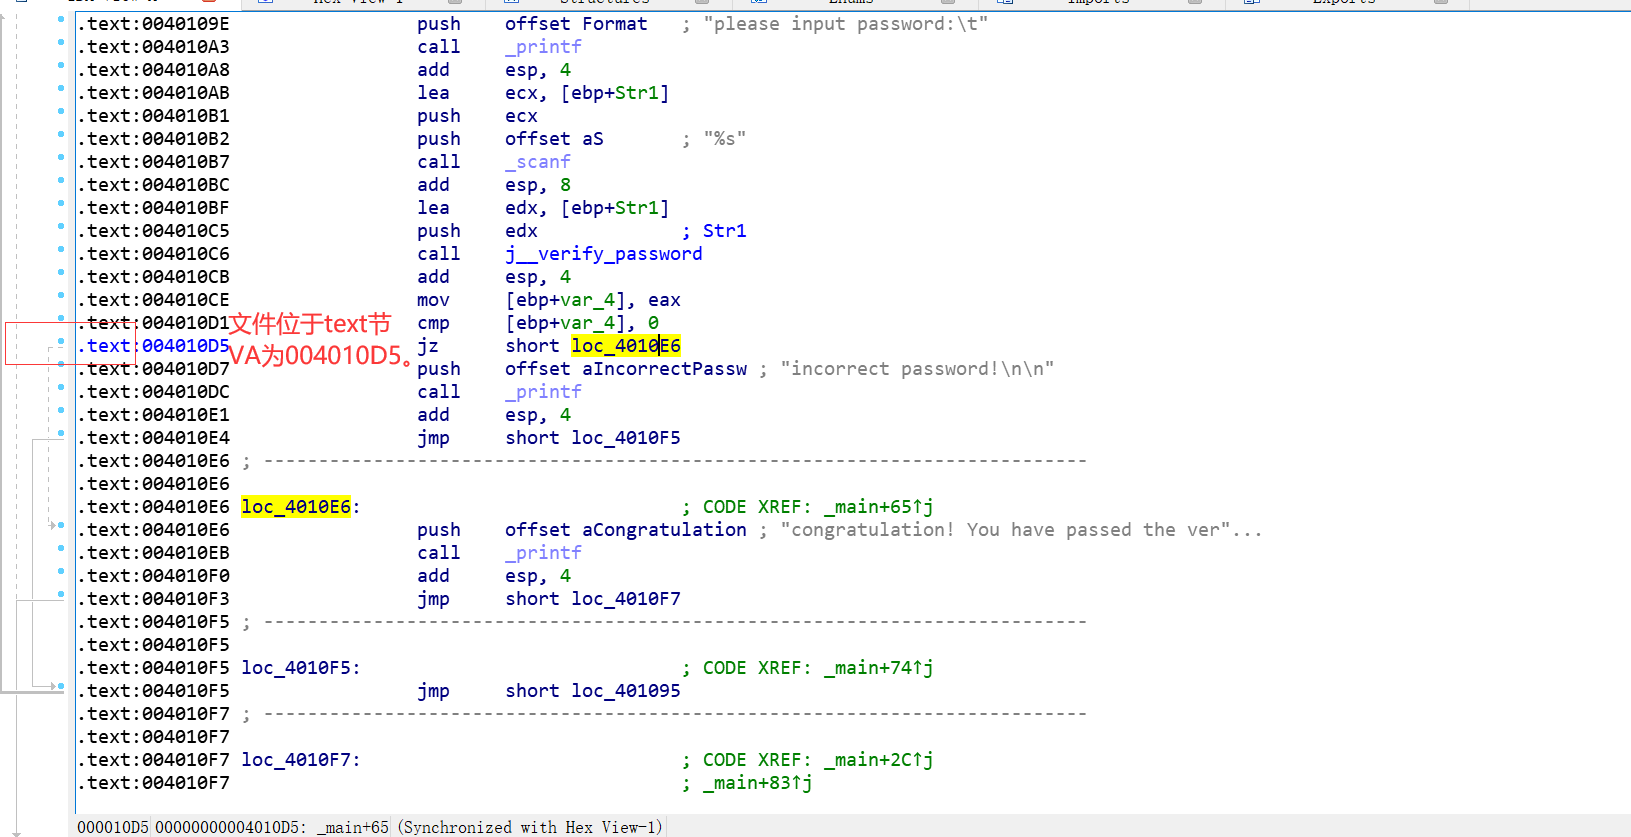 .text:0040109E push offset Format ; "please input password:\t"
.text:004010A3 call _printf
.text:004010A8 add esp, 4
.text:004010AB lea ecx, [ebp+Str1]
.text:004010B1 push ecx
.text:004010B2 push offset aS ; "%s"
.text:004010B7 call _scanf
.text:004010BC add esp, 8
.text:004010BF lea edx, [ebp+Str1]
.text:004010C5 push edx ; Str1
.text:004010C6 call j__verify_password
.text:004010CB add esp, 4
.text:004010CE mov [ebp+var_4], eax
.text:004010D1 cmp [ebp+var_4], 0
文件位于text节
.text:004010D5 jz short loc_4010E6
VA为004010D5。
.text:004010D7 push offset aIncorrectPassw ; "incorrect password!\n\n"
.text:004010DC call _printf
.text:004010E1 add esp, 4
.text:004010E4 jmp short loc_4010F5
.text:004010E6 ; ---------------------------------------------------------------------------
.text:004010E6
.text:004010E6 loc_4010E6: ; CODE XREF: _main+65↑j
.text:004010E6 push offset aCongratulation ; "congratulation! You have passed the ver"...
.text:004010EB call _printf
.text:004010F0 add esp, 4
.text:004010F3 jmp short loc_4010F7
.text:004010F5 ; ---------------------------------------------------------------------------
.text:004010F5
.text:004010F5 loc_4010F5: ; CODE XREF: _main+74↑j
.text:004010F5 jmp short loc_401095
.text:004010F7 ; ---------------------------------------------------------------------------
.text:004010F7
.text:004010F7 loc_4010F7: ; CODE XREF: _main+2C↑j
.text:004010F7 ; _main+83↑j
000010D5 00000000004010D5: _main+65 (Synchronized with Hex View-1)